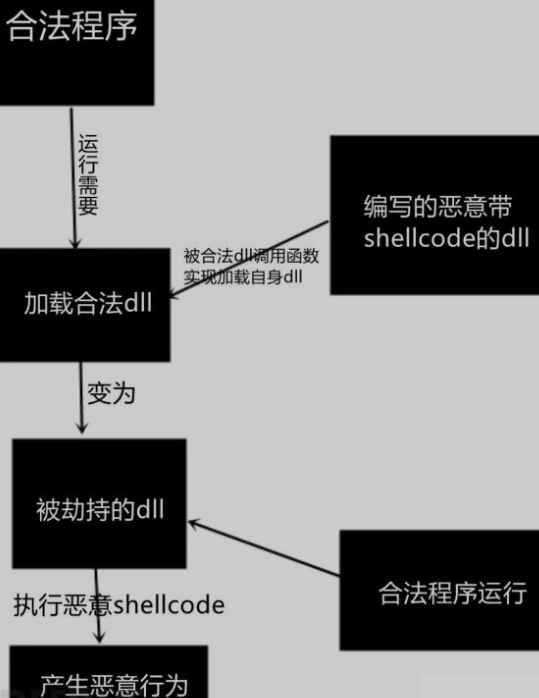 合法程序
运行需要
编写的恶意带
shellcode的dll
被合法dll调用函数
实现加载自身dll
加载合法dll
变为
被劫持的dll
合法程序运行
执行恶意shellcode
产生恶意行为